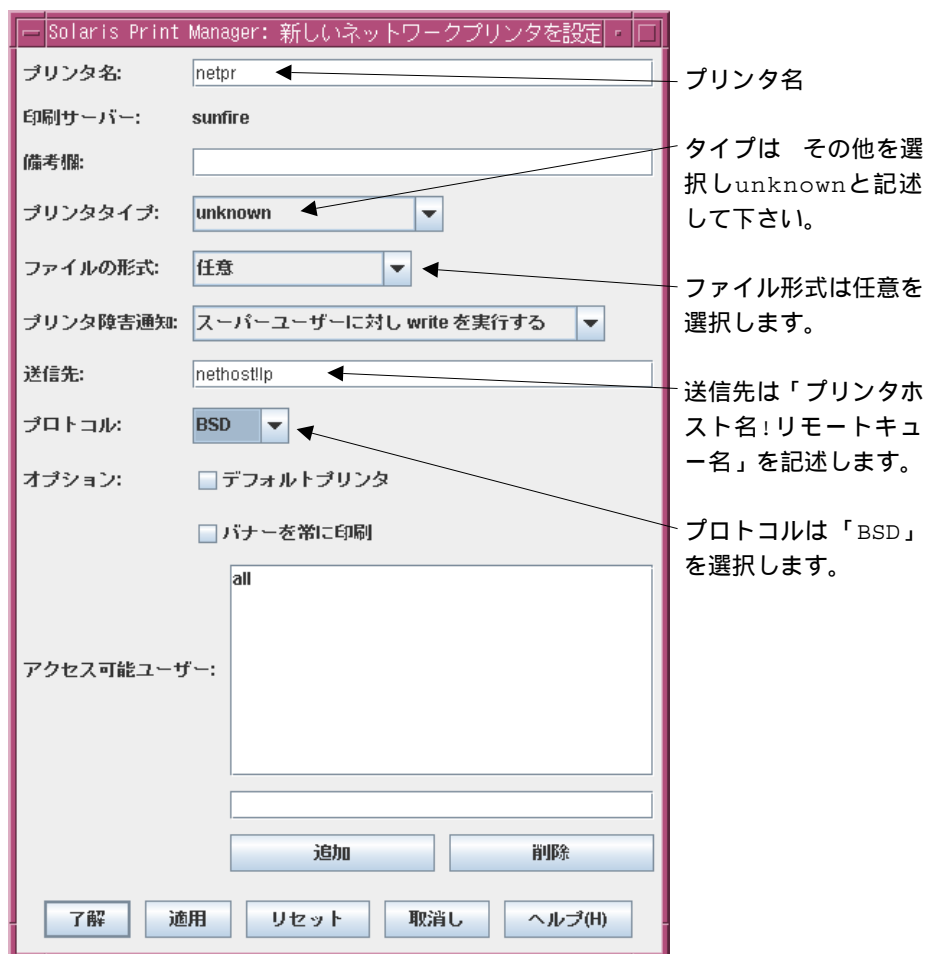 Solaris Print Manager: 新しいネットワークプリンタを設定
プリンタ名:
netpr
プリンタ名
印刷サーバー:
sunfire
備考欄:
タイプは その他を選
択しunknownと記述
して下さい。
プリンタタイプ:
unknown
ファイルの形式:
任意
ファイル形式は任意を
選択します。
プリンタ障害通知:
スーパーユーザーに対し write を実行する
送信先:
nethost!lp
送信先は「プリンタホ
スト名!リモートキュ
ー名」を記述します。
プロトコル:
BSD
オプション:
デフォルトプリンタ
バナーを常に印刷
プロトコルは「BSD」
を選択します。
all
アクセス可能ユーザー:
追加
削除
了解
適用
リセット
取消し
ヘルプ(H)